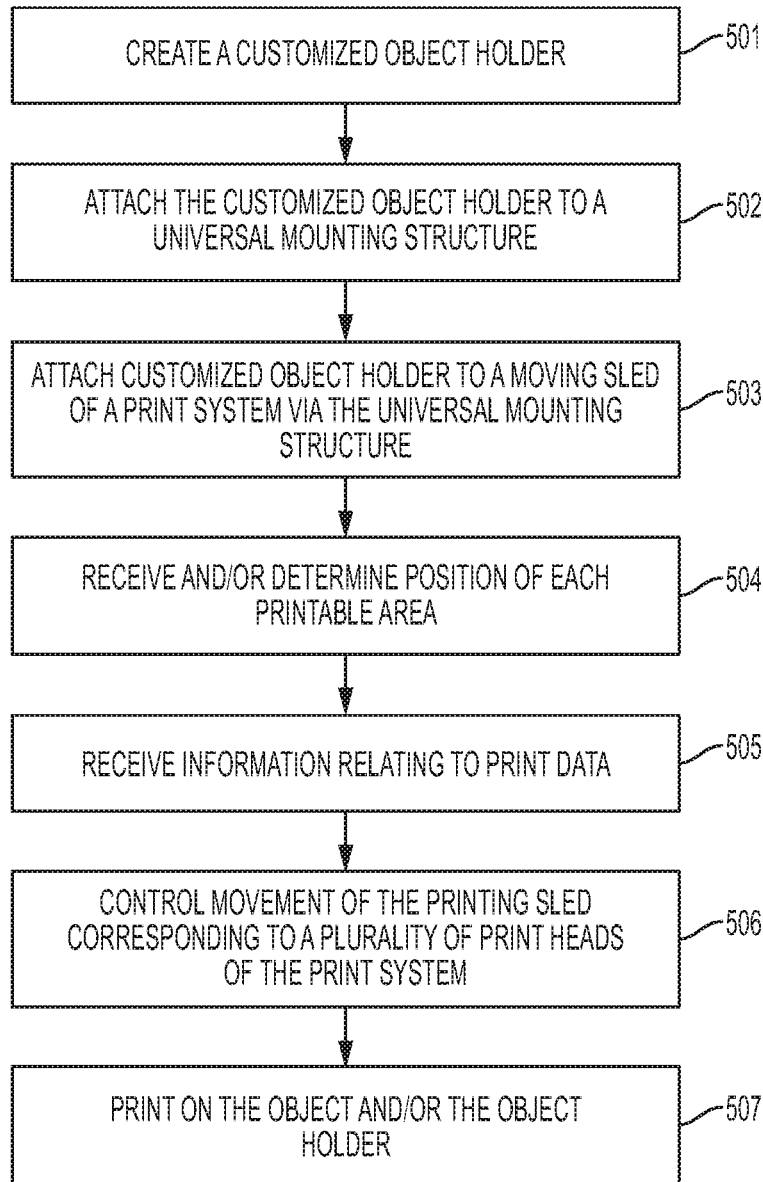 CREATE A CUSTOMIZED OBJECT HOLDER
501
ATTACH THE CUSTOMIZED OBJECT HOLDER TO A
UNIVERSAL MOUNTING STRUCTURE
502
ATTACH CUSTOMIZED OBJECT HOLDER TO A MOVING SLED
OF A PRINT SYSTEM VIA THE UNIVERSAL MOUNTING
STRUCTURE
503
RECEIVE AND/OR DETERMINE POSITION OF EACH
PRINTABLE AREA
504
RECEIVE INFORMATION RELATING TO PRINT DATA
505
CONTROL MOVEMENT OF THE PRINTING SLED
CORRESPONDING TO A PLURALITY OF PRINT HEADS
OF THE PRINT SYSTEM
506
PRINT ON THE OBJECT AND/OR THE OBJECT
HOLDER
507